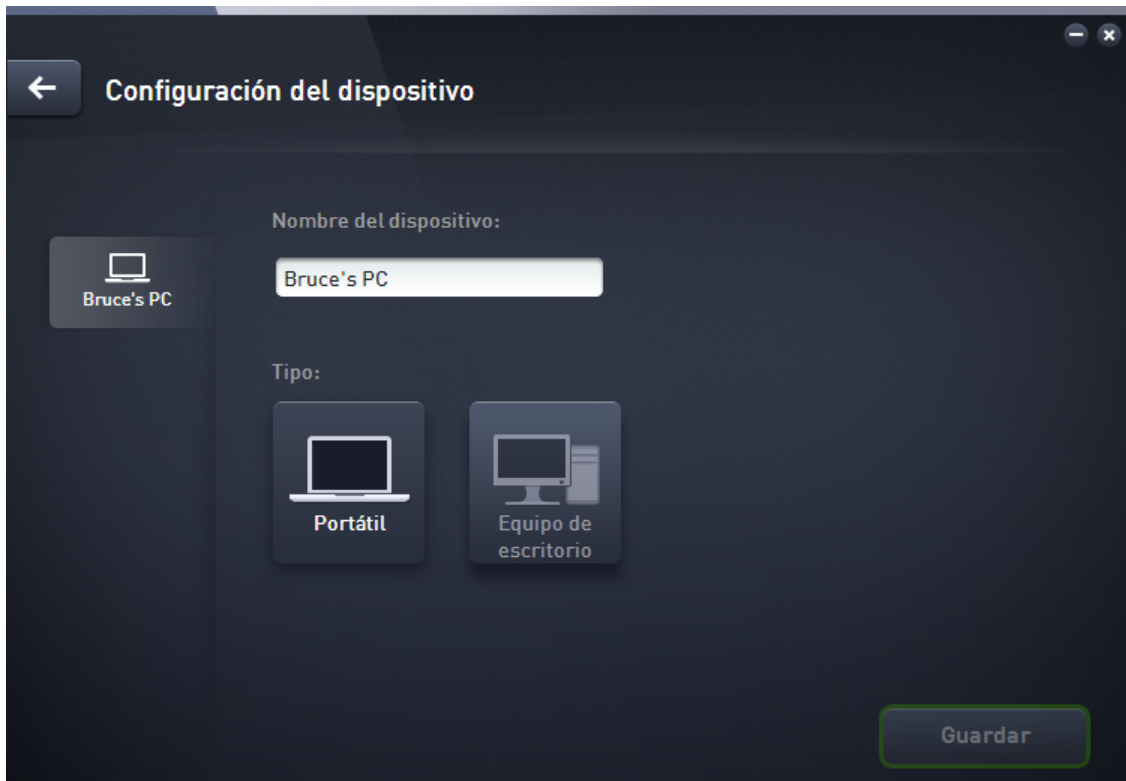 Configuración del dispositivo
Nombre del dispositivo:
Bruce's PC
Bruce's PC
Tipo:
Portátil
Equipo de
escritorio
Guardar